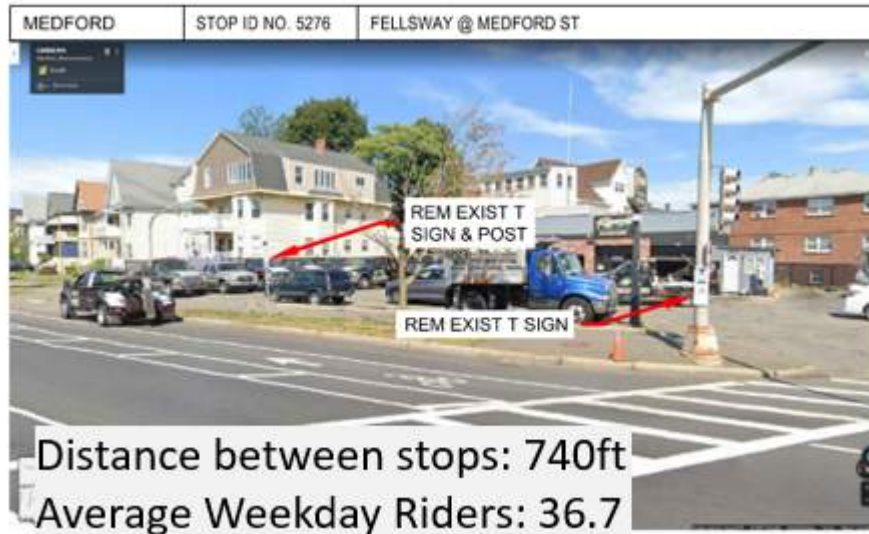 MEDFORD
STOP ID NO. 5276
FELLSWAY @ MEDFORD ST
REM EXIST T
SIGN & POST
REM EXIST T SIGN
Distance between stops: 740ft
Average Weekday Riders: 36.7